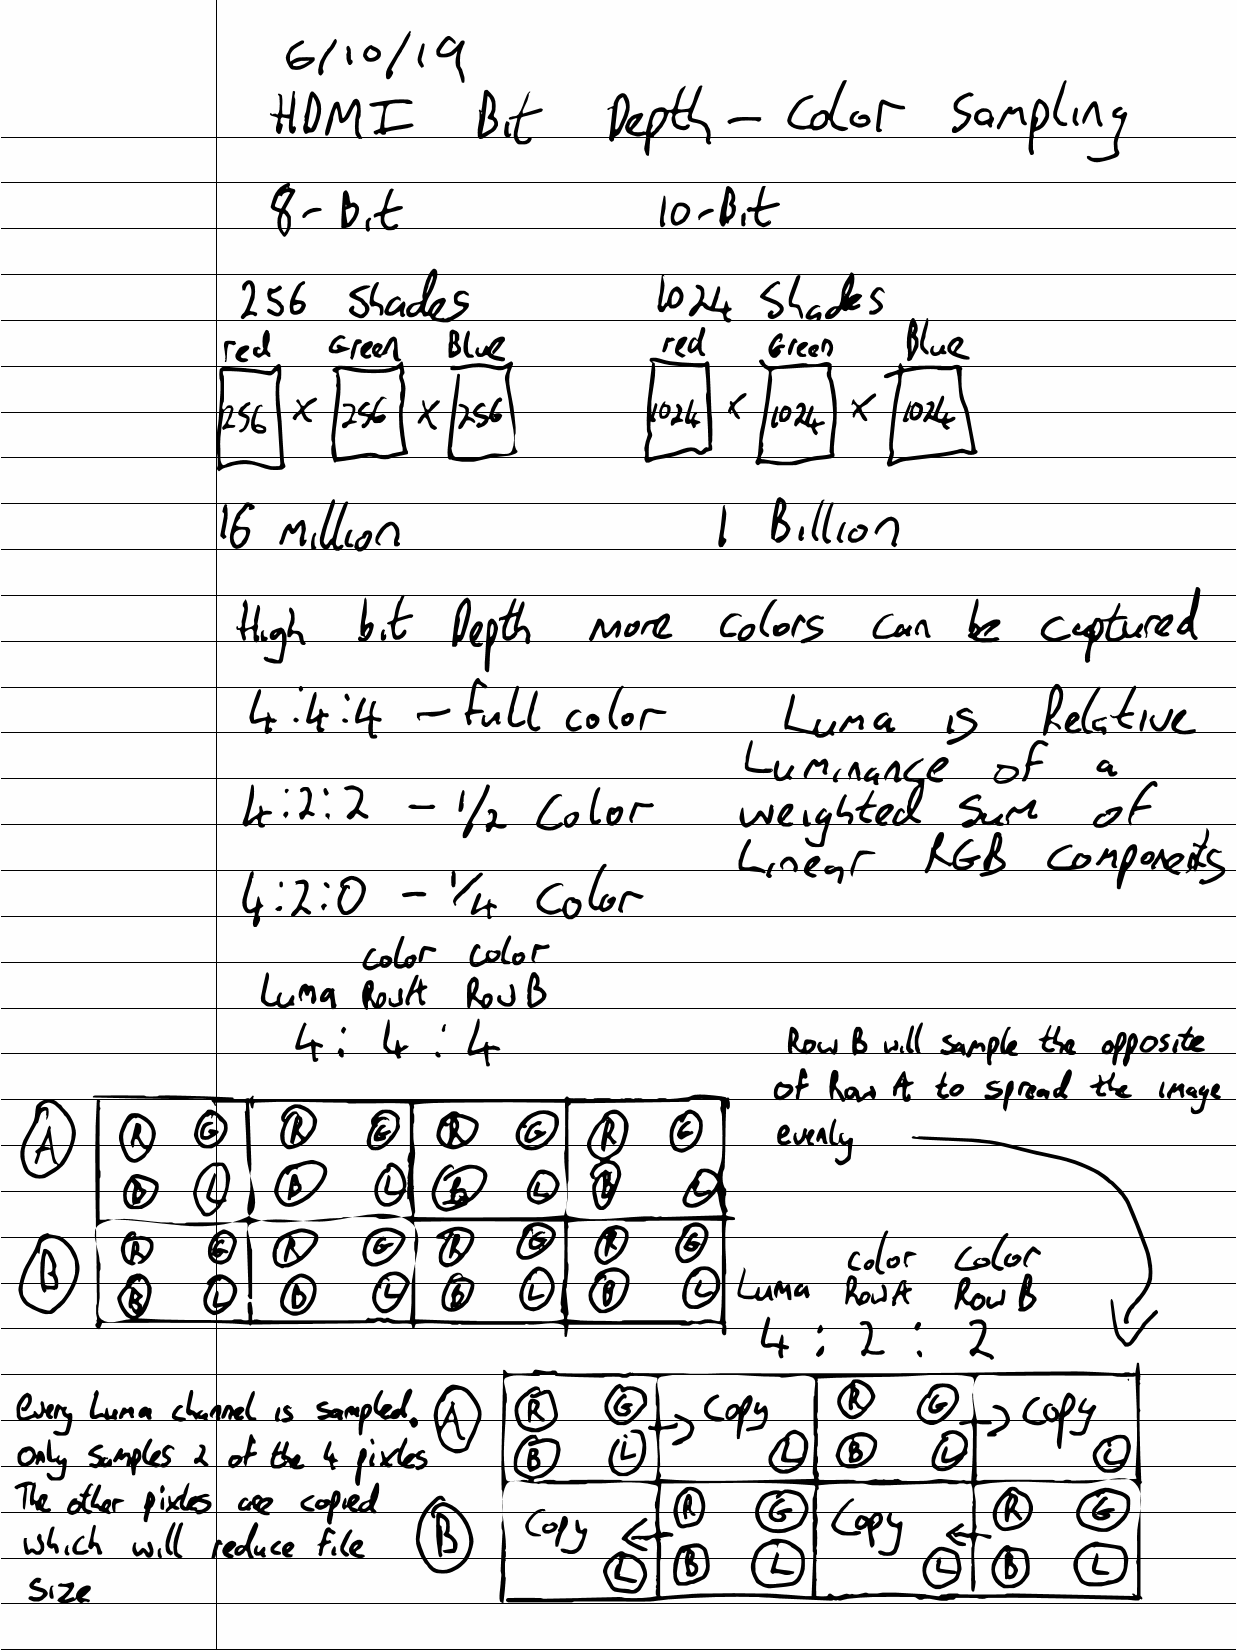 6/10/19
HDMI Bit Depth – Color Sampling
8-Bit 10-Bit
256 Shades 1024 Shades
red Green Blue red Green Blue
256 x 256 x 256 1024 x 1024 x 1024
16 Million 1 Billion
High bit Depth more colors can be captured
4:4:4 – full color
4:2:2 – 1/2 Color
4:2:0 – 1/4 Color
Luma is Relative
Luminance of a
weighted Sum of
Linear RGB components
color color
Luma Row A Row B
4 : 4 : 4
Row B will sample the opposite
of Row A to spread the image
evenly
A R G R G R G R G
B L B L B L B L
B R G R G R G R G
B L B L B L B L
color Color
Luma Row A Row B
4 : 2 : 2
Every Luma channel is sampled.
only samples 2 of the 4 pixles
The other pixles are copied
which will reduce file
size
A R G Copy R G Copy
B L L B L L
B Copy R G Copy R G
L B L L B L